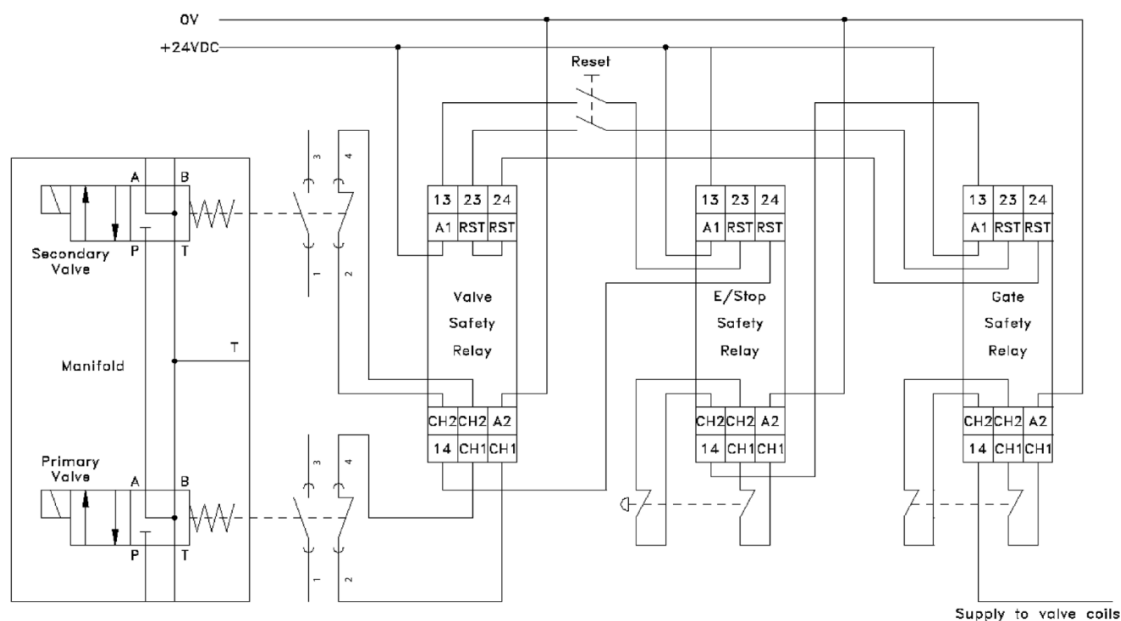 0V
+24VDC
Reset
3 4
A B
13 23 24 13 23 24 13 23 24
A1 RST RST A1 RST RST A1 RST RST
P T
Secondary
Valve
1 2
Valve
Safety
Relay
E/Stop
Safety
Relay
Gate
Safety
Relay
T
Manifold
CH2 CH2 A2 CH2 CH2 A2 CH2 CH2 A2
14 CH1 CH1 14 CH1 CH1 14 CH1 CH1
Primary
Valve
3 4
A B
P T
1 2
Supply to valve coils